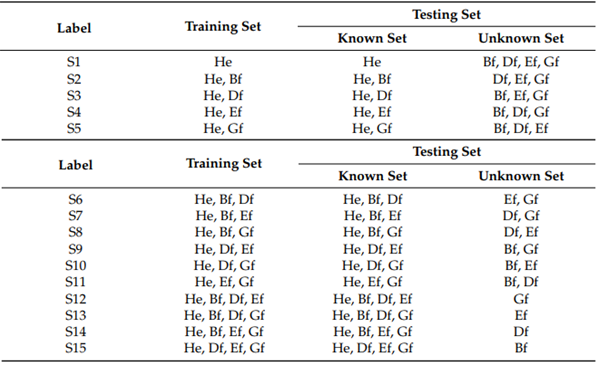 Label Training Set Testing Set
Known Set Unknown Set
S1 He He Bf, Df, Ef, Gf
S2 He, Bf He, Bf Df, Ef, Gf
S3 He, Df He, Df Bf, Ef, Gf
S4 He, Ef He, Ef Bf, Df, Gf
S5 He, Gf He, Gf Bf, Df, Ef
Label Training Set Testing Set
Known Set Unknown Set
S6 He, Bf, Df He, Bf, Df Ef, Gf
S7 He, Bf, Ef He, Bf, Ef Df, Gf
S8 He, Bf, Gf He, Bf, Gf Df, Ef
S9 He, Df, Ef He, Df, Ef Bf, Gf
S10 He, Df, Gf He, Df, Gf Bf, Ef
S11 He, Ef, Gf He, Ef, Gf Bf, Df
S12 He, Bf, Df, Ef He, Bf, Df, Ef Gf
S13 He, Bf, Df, Gf He, Bf, Df, Gf Ef
S14 He, Bf, Ef, Gf He, Bf, Ef, Gf Df
S15 He, Df, Ef, Gf He, Df, Ef, Gf Bf